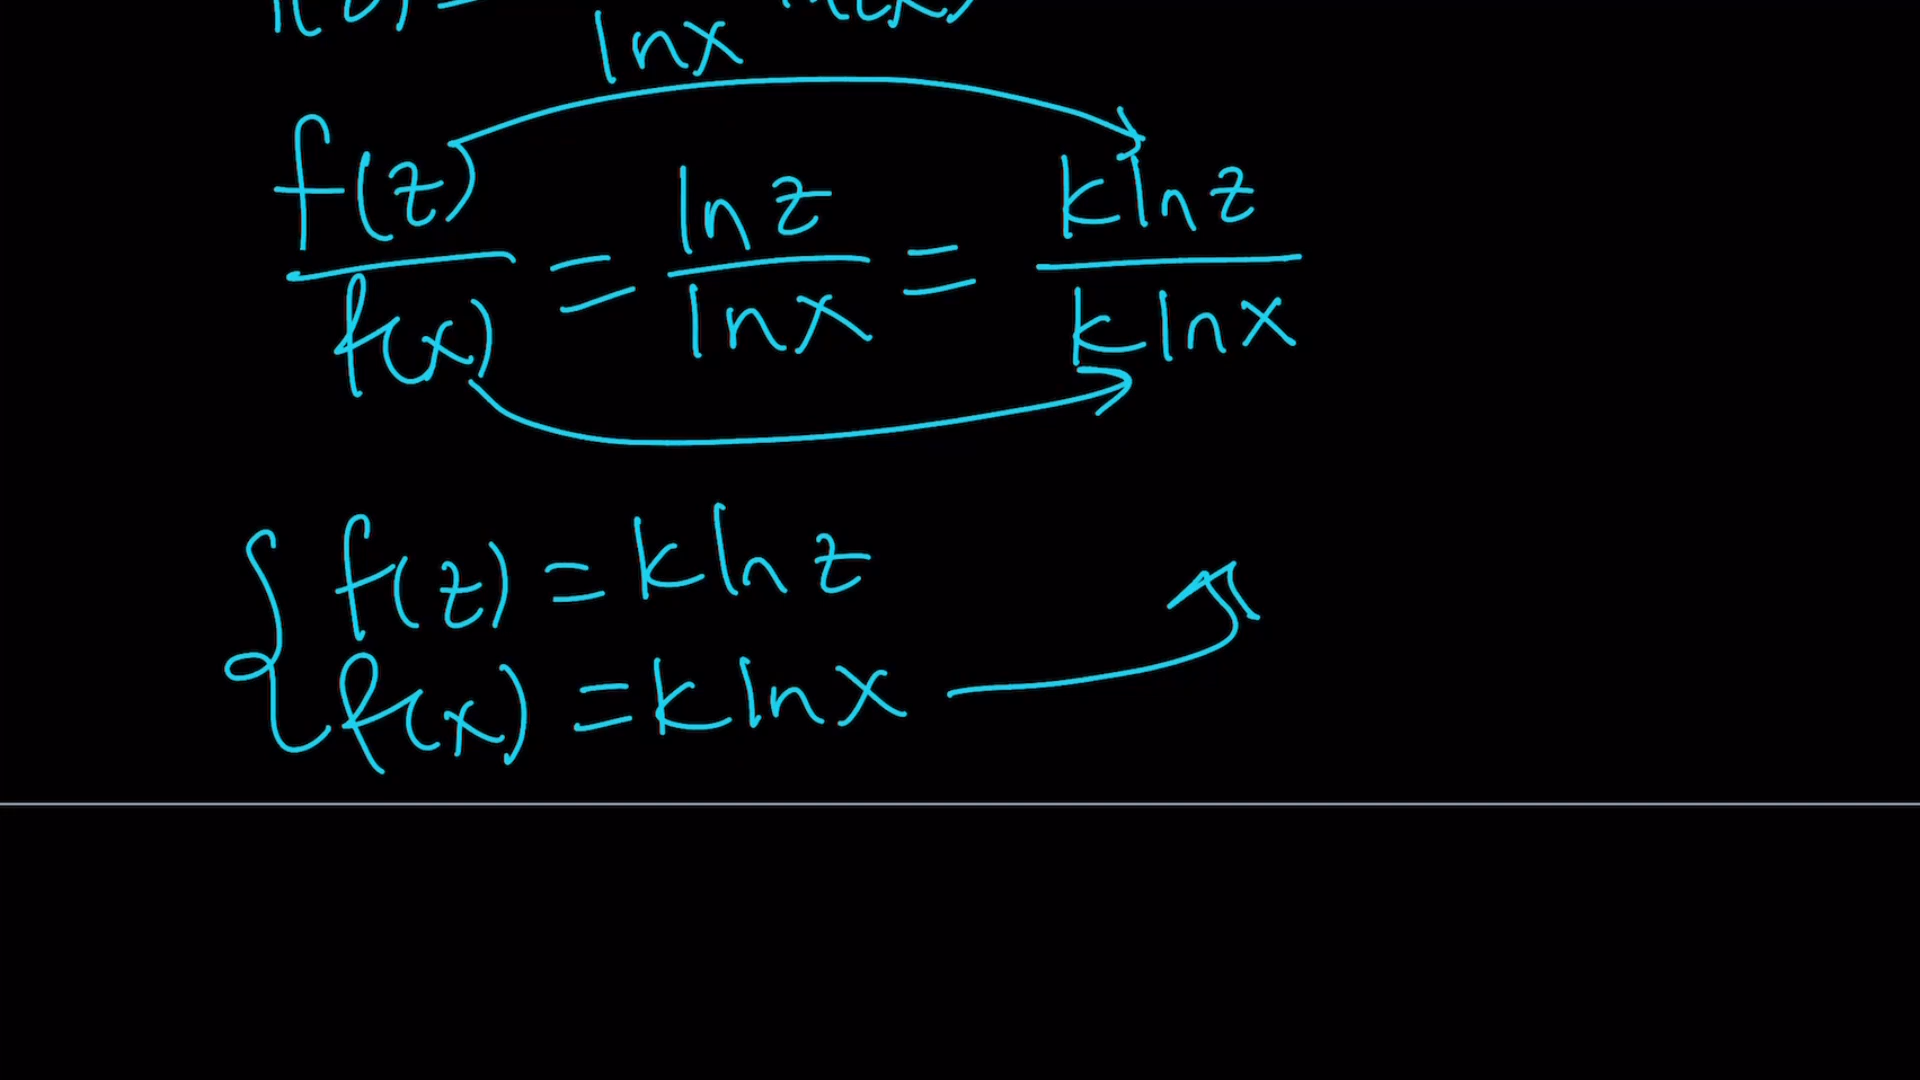 ln x
f(z)/f(x) = ln z/ln x = k ln z/k ln x
f(z) = k ln z
f(x) = k ln x